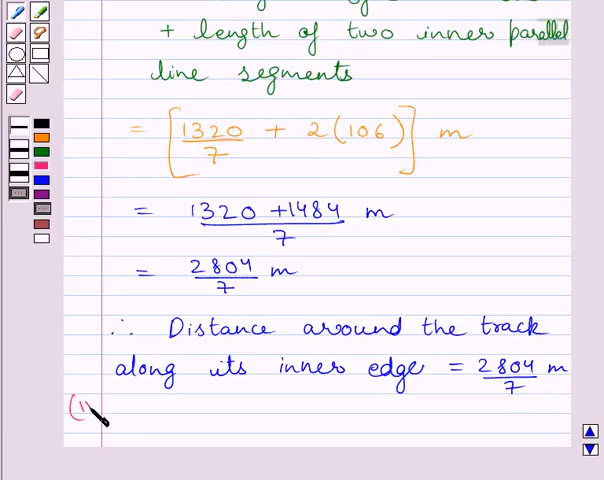 + length of two inner parallel
line segments
= [1320/7 + 2(106)] m
= 1320 + 1484/7 m
= 2804/7 m
∴ Distance around the track
along its inner edge = 2804/7 m